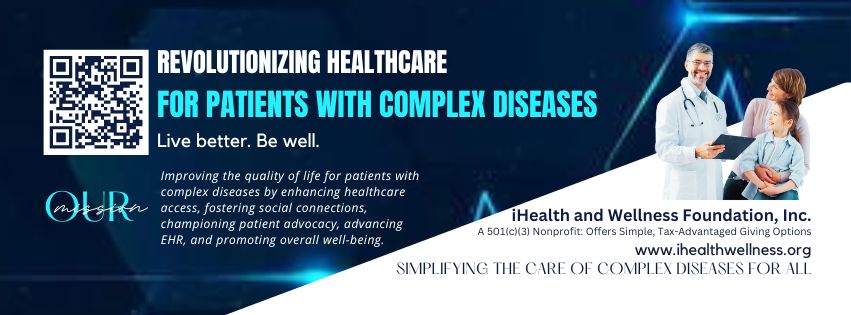 REVOLUTIONIZING HEALTHCARE
FOR PATIENTS WITH COMPLEX DISEASES
Live better. Be well.
OUR
mission
Improving the quality of life for patients with
complex diseases by enhancing healthcare
access, fostering social connections,
championing patient advocacy, advancing
EHR, and promoting overall well-being.
iHealth and Wellness Foundation, Inc.
A 501(c)(3) Nonprofit: Offers Simple, Tax-Advantaged Giving Options
www.ihealthwellness.org
SIMPLIFYING THE CARE OF COMPLEX DISEASES FOR ALL